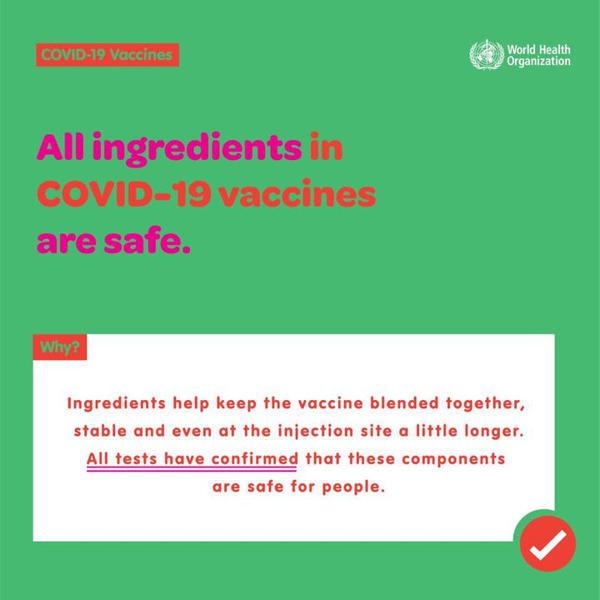 COVID-19 Vaccines
World Health
Organization
All ingredients in
COVID-19 vaccines
are safe.
Why?
Ingredients help keep the vaccine blended together,
stable and even at the injection site a little longer.
All tests have confirmed that these components
are safe for people.